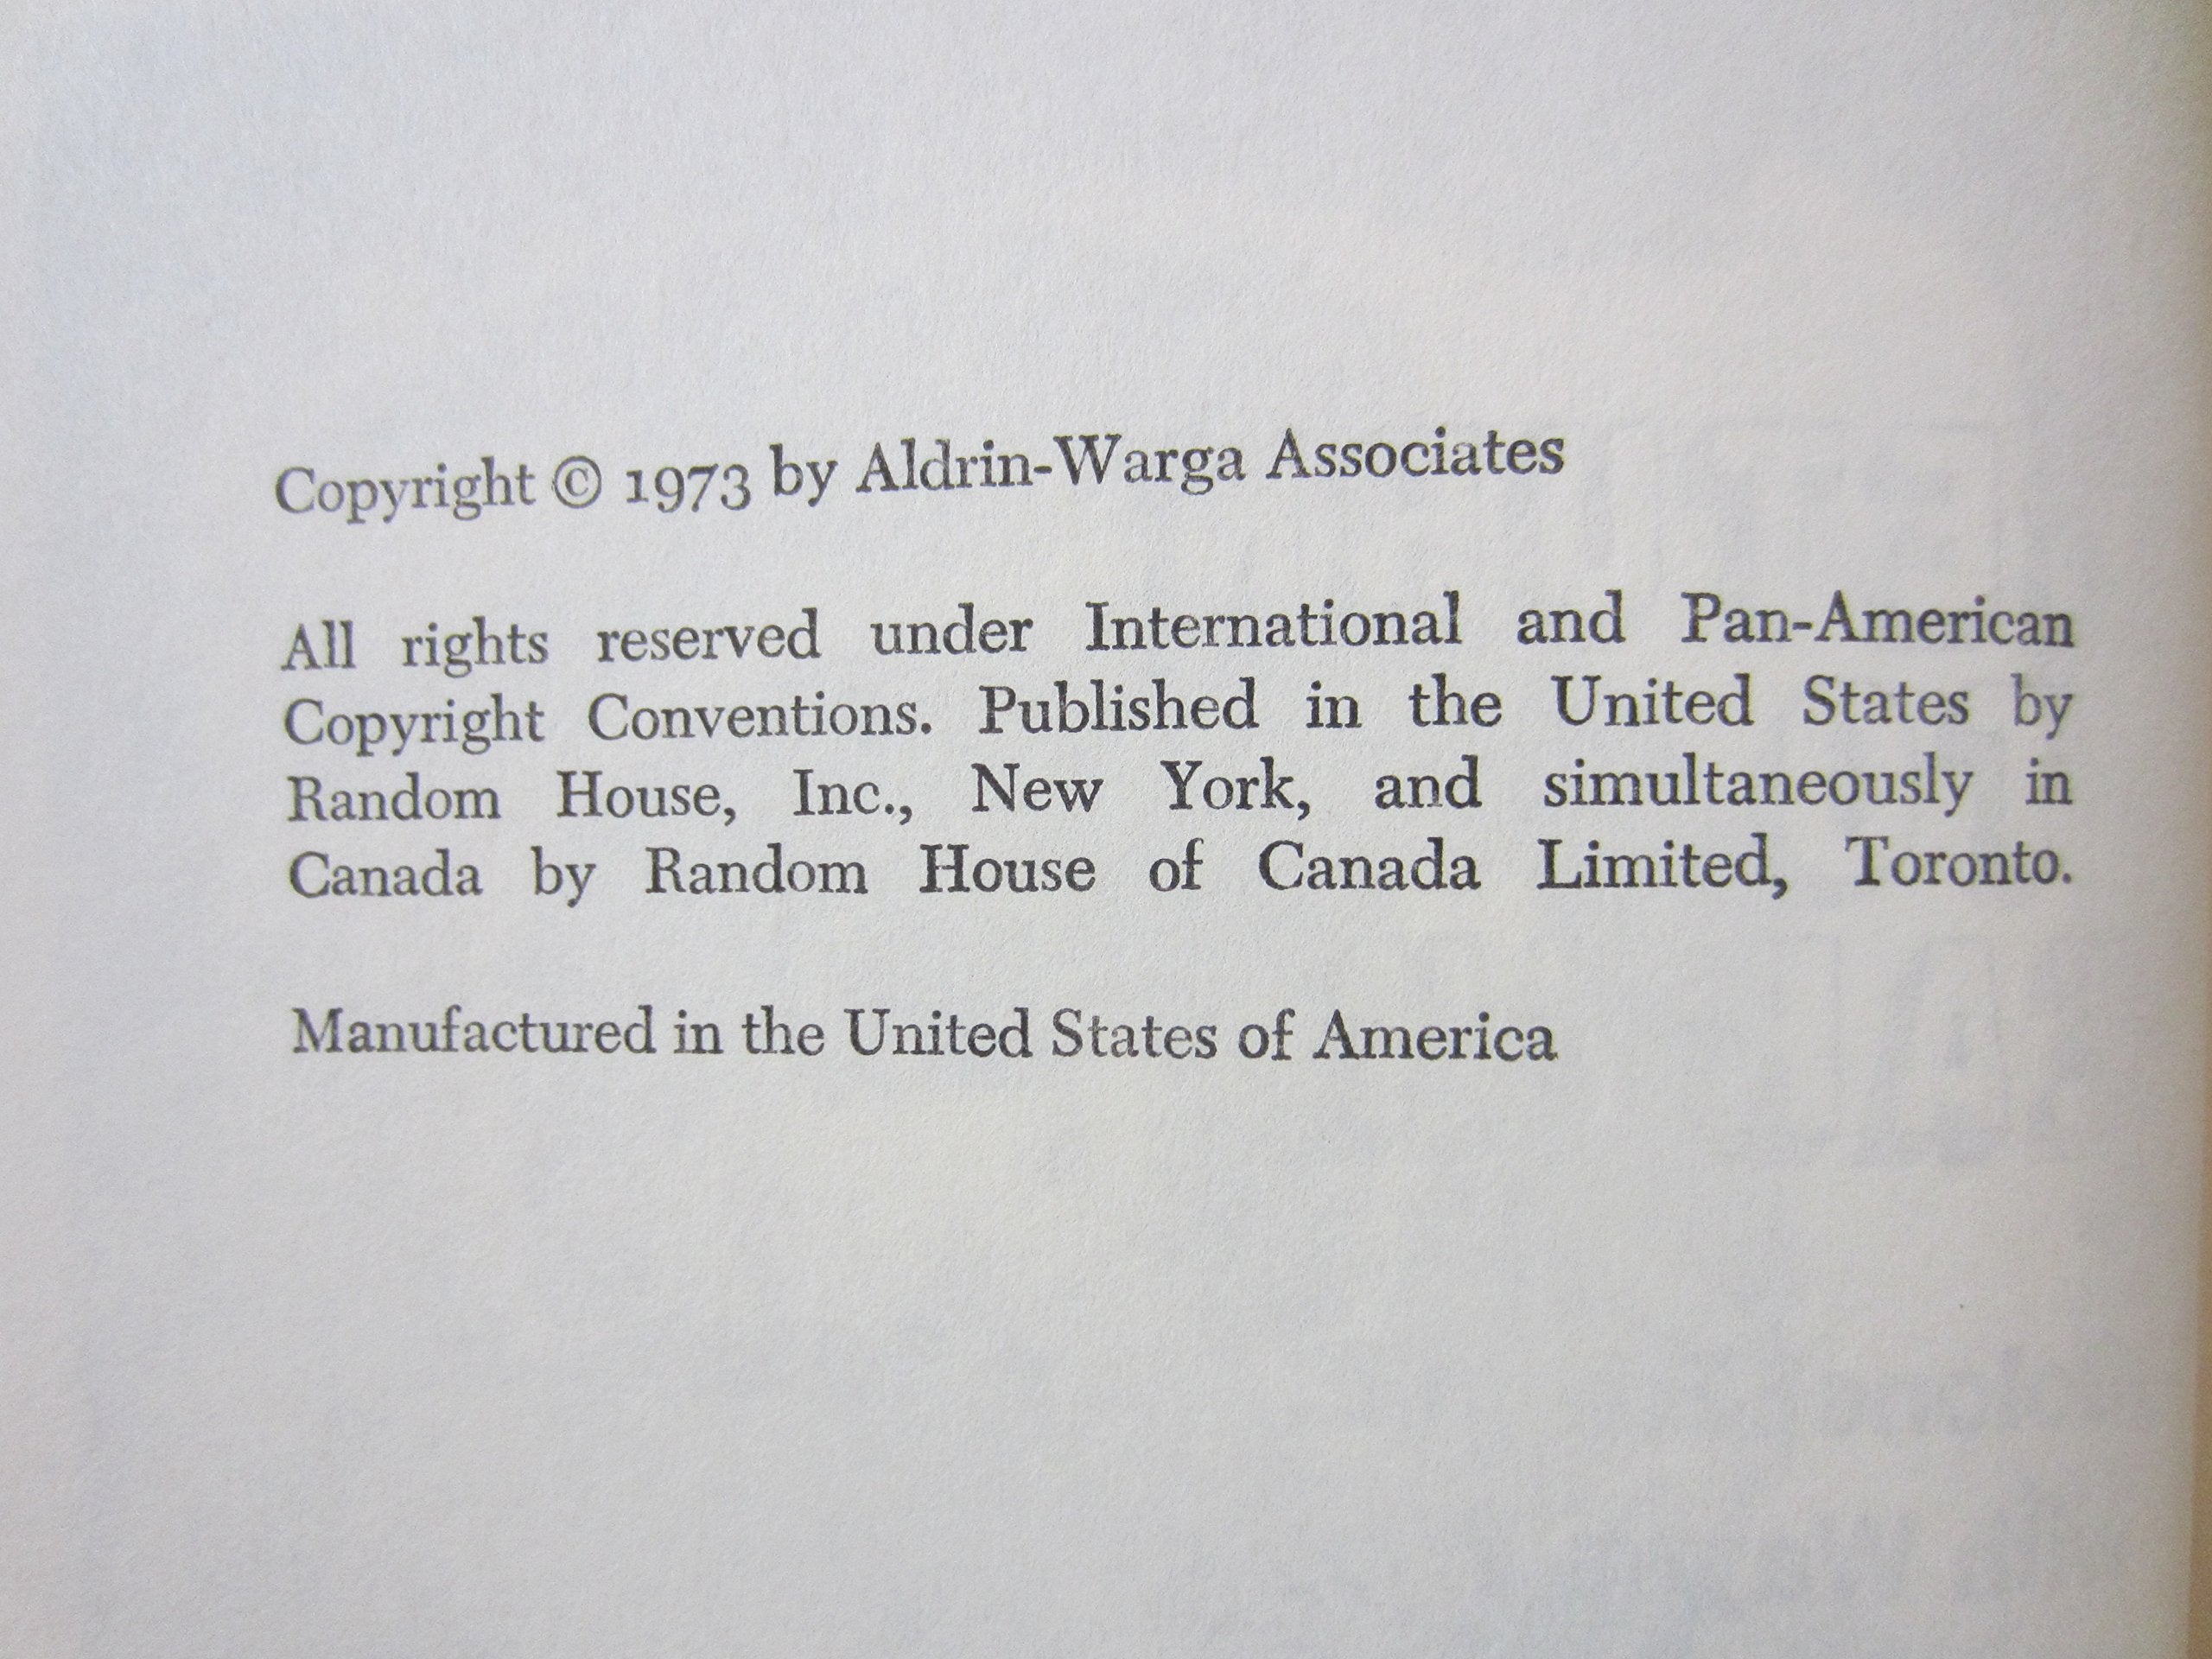 Copyright © 1973 by Aldrin-Warga Associates
All rights reserved under International and Pan-American
Copyright Conventions. Published in the United States by
Random House, Inc., New York, and simultaneously in
Canada by Random House of Canada Limited, Toronto.
Manufactured in the United States of America